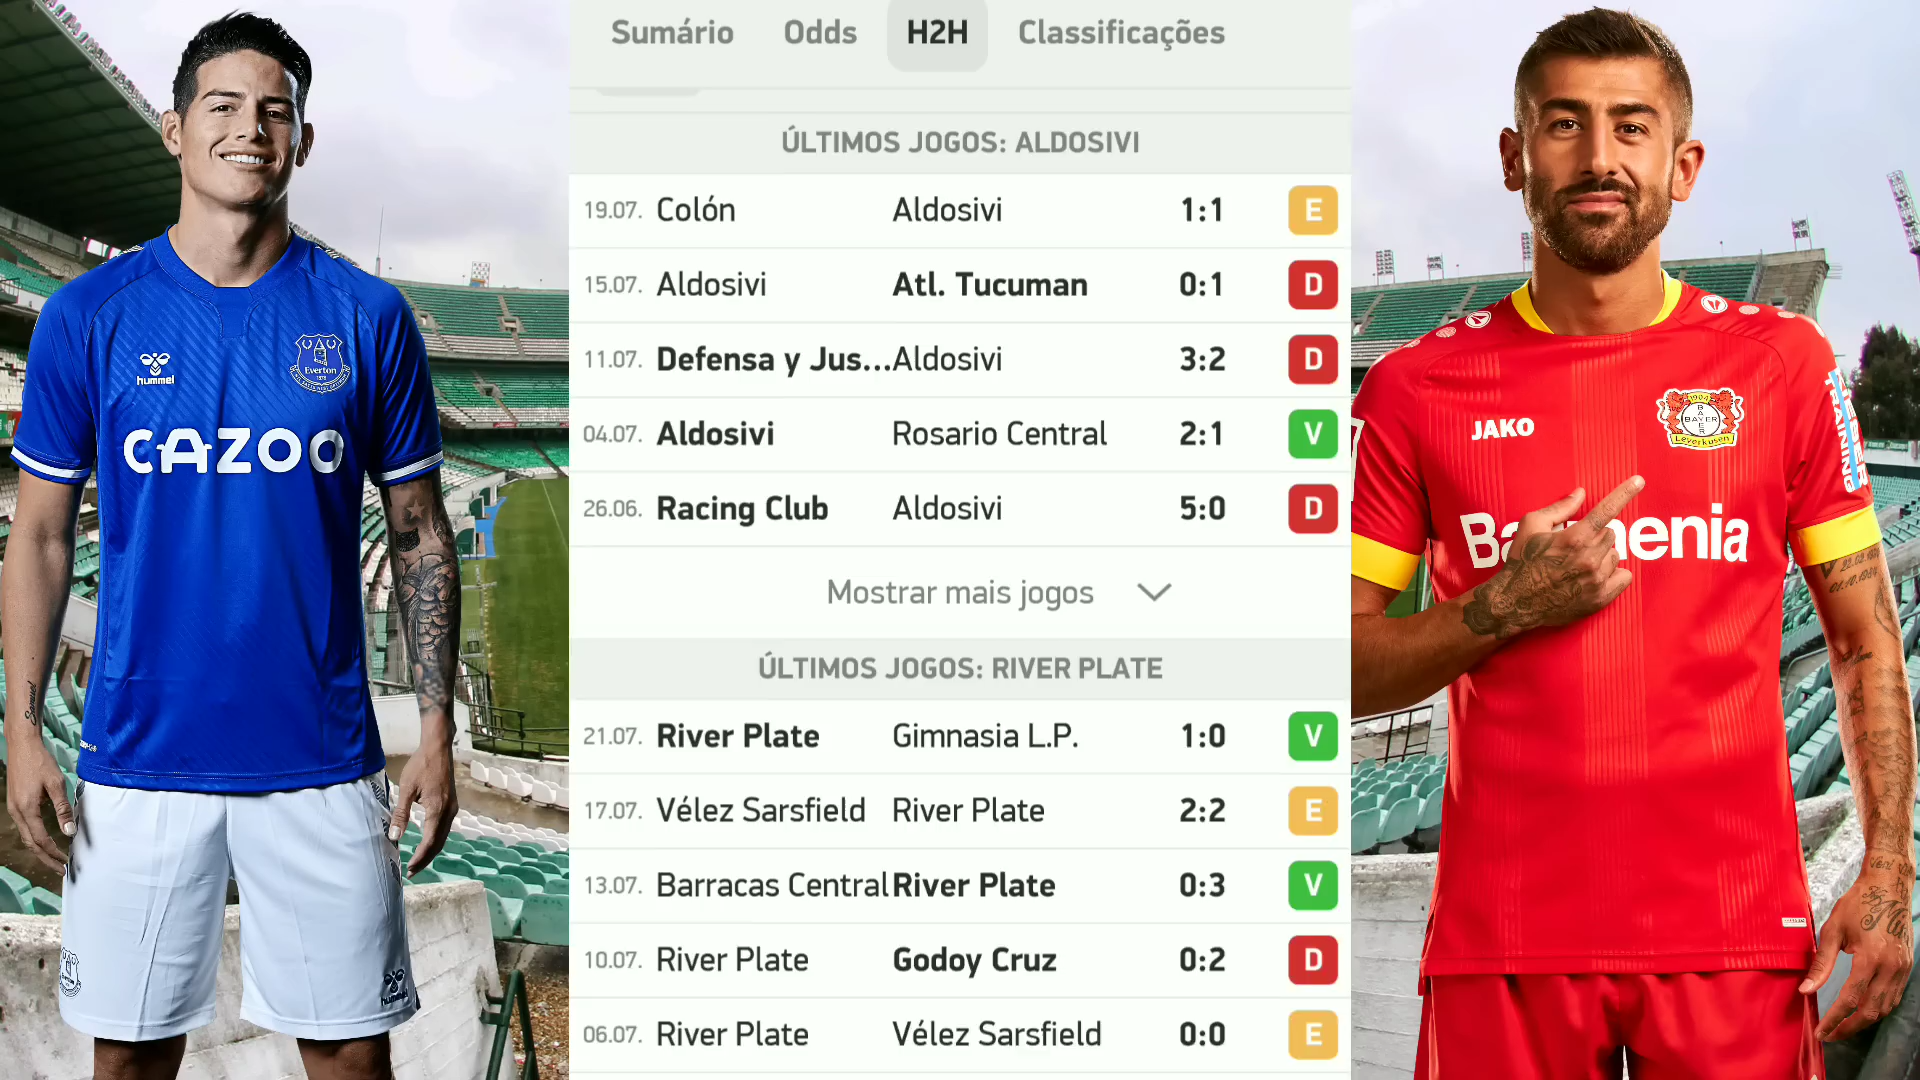 Sumário Odds H2H Classificações
ÚLTIMOS JOGOS: ALDOSIVI
19.07. Colón Aldosivi 1:1 E
15.07. Aldosivi Atl. Tucuman 0:1 D
11.07. Defensa y Jus... Aldosivi 3:2 D
04.07. Aldosivi Rosario Central 2:1 V
26.06. Racing Club Aldosivi 5:0 D
Mostrar mais jogos
ÚLTIMOS JOGOS: RIVER PLATE
21.07. River Plate Gimnasia L.P. 1:0 V
17.07. Vélez Sarsfield River Plate 2:2 E
13.07. Barracas Central River Plate 0:3 V
10.07. River Plate Godoy Cruz 0:2 D
06.07. River Plate Vélez Sarsfield 0:0 E
hummel
Everton
CAZOO
Samuel
hummel
JAKO
1904
BAYER
Leverkusen